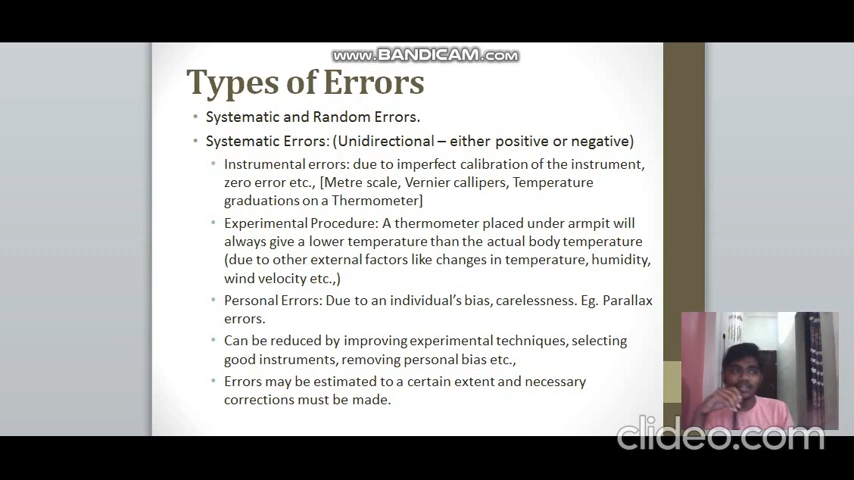 www.BANDICAM.com
Types of Errors
• Systematic and Random Errors.
• Systematic Errors: (Unidirectional – either positive or negative)
• Instrumental errors: due to imperfect calibration of the instrument,
zero error etc., [Metre scale, Vernier callipers, Temperature
graduations on a Thermometer]
• Experimental Procedure: A thermometer placed under armpit will
always give a lower temperature than the actual body temperature
(due to other external factors like changes in temperature, humidity,
wind velocity etc.,)
• Personal Errors: Due to an individual's bias, carelessness. Eg. Parallax
errors.
• Can be reduced by improving experimental techniques, selecting
good instruments, removing personal bias etc.,
• Errors may be estimated to a certain extent and necessary
corrections must be made.
clideo.com